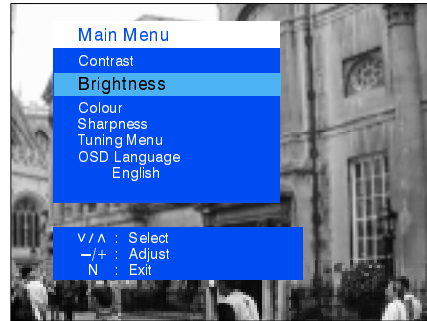 Main Menu
Contrast
Brightness
Colour
Sharpness
Tuning Menu
OSD Language
English
∨/∧ : Select
–/+ : Adjust
N : Exit